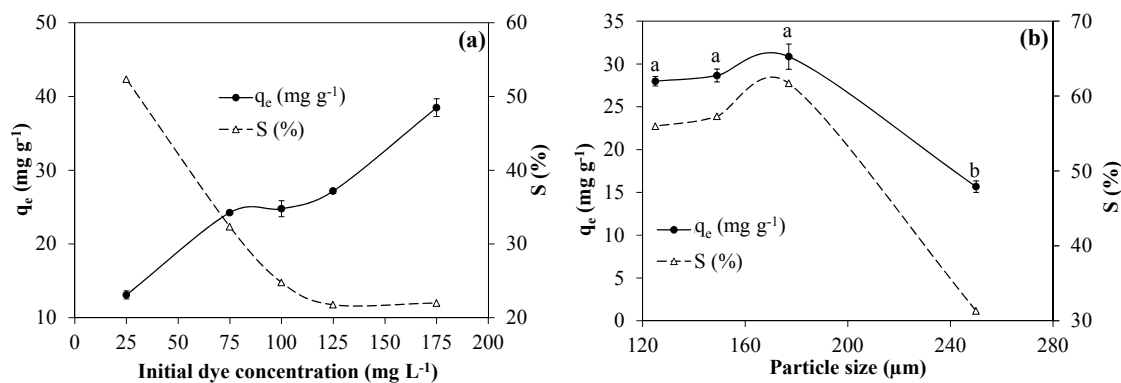 (a)
50
40
30
20
10
qₑ (mg g⁻¹)
60
50
40
30
20
S (%)
qₑ (mg g⁻¹)
S (%)
0 25 50 75 100 125 150 175 200
Initial dye concentration (mg L⁻¹)
(b)
35
30
25
20
15
10
5
0
qₑ (mg g⁻¹)
70
60
50
40
30
S (%)
a a a b
qₑ (mg g⁻¹)
S (%)
120 160 200 240 280
Particle size (µm)